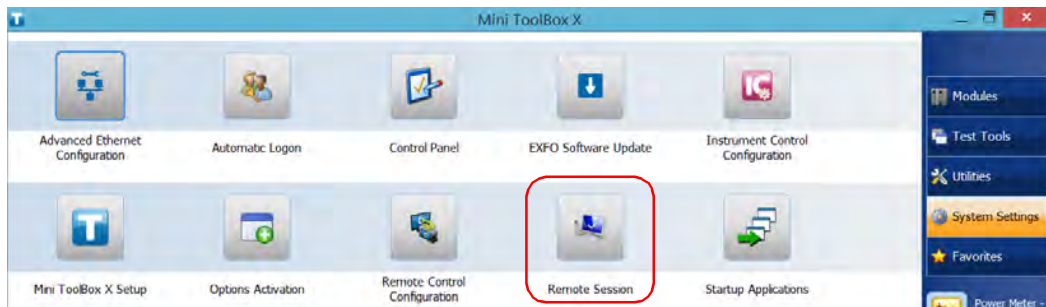 Mini ToolBox X
Advanced Ethernet
Configuration
Automatic Logon
Control Panel
EXFO Software Update
Instrument Control
Configuration
Mini ToolBox X Setup
Options Activation
Remote Control
Configuration
Remote Session
Startup Applications
Modules
Test Tools
Utilities
System Settings
Favorites
Power Meter -